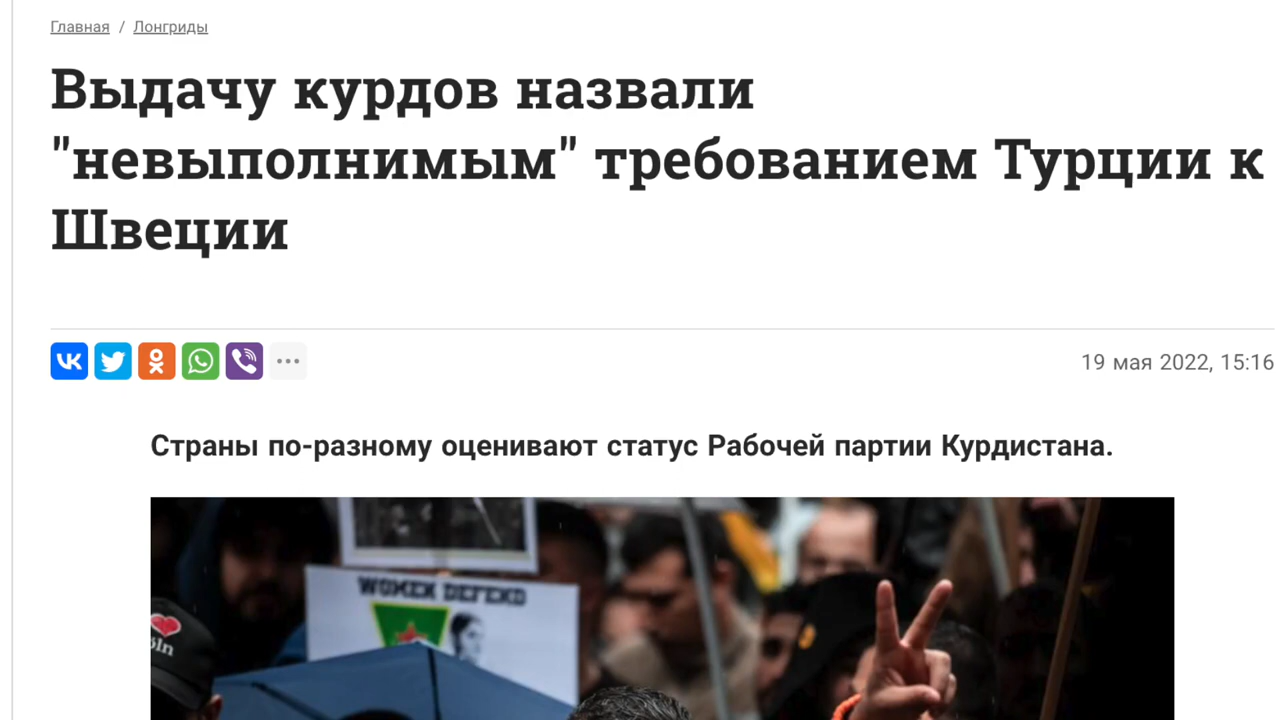 Главная / Лонгриды
Выдачу курдов назвали
"невыполнимым" требованием Турции к
Швеции
19 мая 2022, 15:16
Страны по-разному оценивают статус Рабочей партии Курдистана.
WOMEN DEFEND
öln